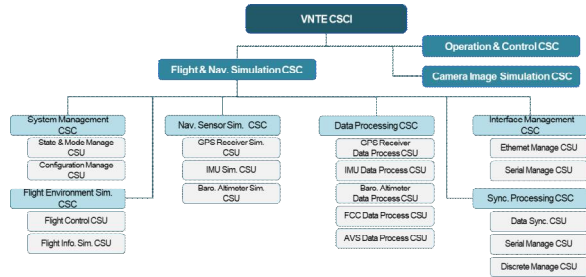 VNTE CSCI
Operation & Control CSC
Flight & Nav. Simulation CSC
Camera Image Simulation CSC
System Management
CSC
State & Mode Manage
CSU
Configuration Manage
CSU
Flight Environment Sim.
CSC
Flight Control CSU
Flight Info. Sim. CSU
Nav. Sensor Sim. CSC
GPS Receiver Sim.
CSU
IMU Sim. CSU
Baro. Altimeter Sim.
CSU
Data Processing CSC
GPS Receiver
Data Process CSU
IMU Data Process CSU
Baro. Altimeter
Data Process CSU
FCC Data Process CSU
AVS Data Process CSU
Interface Management
CSC
Ethernet Manage CSU
Serial Manage CSU
Sync. Processing CSC
Data Sync. CSU
Serial Manage CSU
Discrete Manage CSU